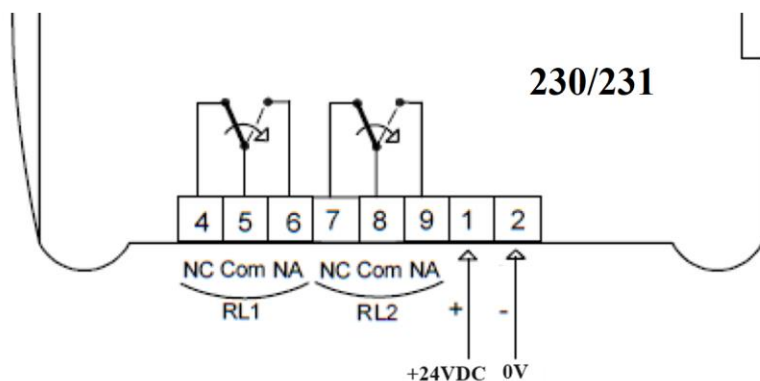 230/231
4 5 6 7 8 9 1 2
NC Com NA NC Com NA
RL1 RL2 + -
+24VDC 0V